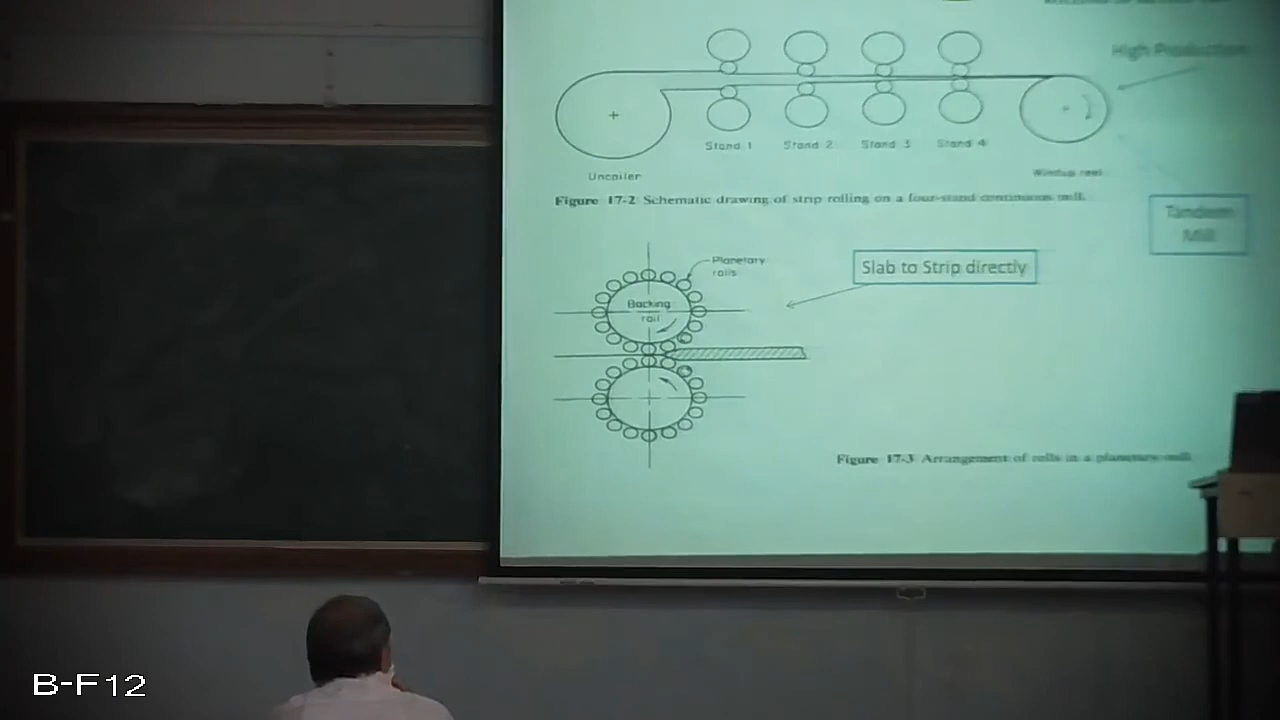 High Production
Stand 1
Stand 2
Stand 3
Stand 4
Uncoiler
Windup reel
Figure 17-2 Schematic drawing of strip rolling on a four-stand continuous mill.
Tandem
Mill
Planetary
rolls
Slab to Strip directly
Backing
roll
Figure 17-3 Arrangement of rolls in a planetary mill
B-F12